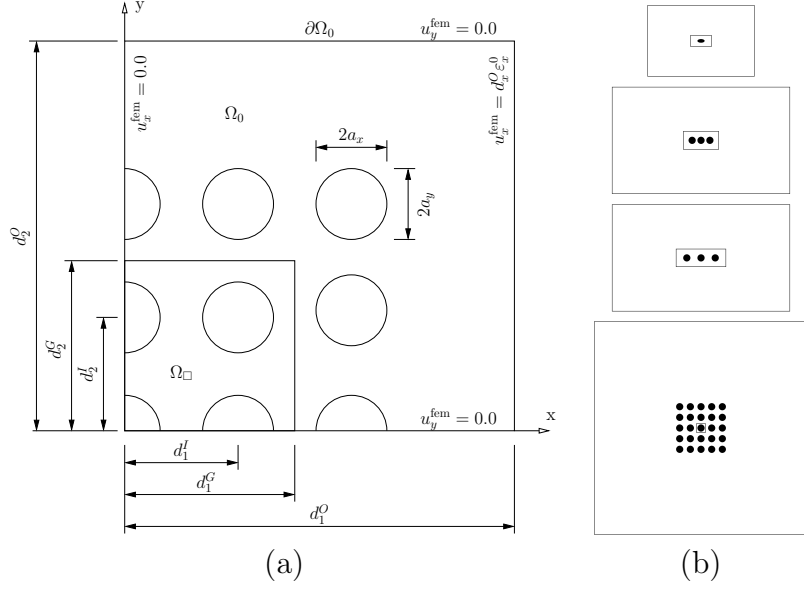 y
∂Ω₀
u_y^fem = 0.0
u_x^fem = 0.0
u_x^fem = d_x^O ε_x^0
Ω₀
2a_x
2a_y
d_2^O
d_2^G
d_2^I
Ω_□
u_y^fem = 0.0
x
d_1^I
d_1^G
d_1^O
(a)
(b)